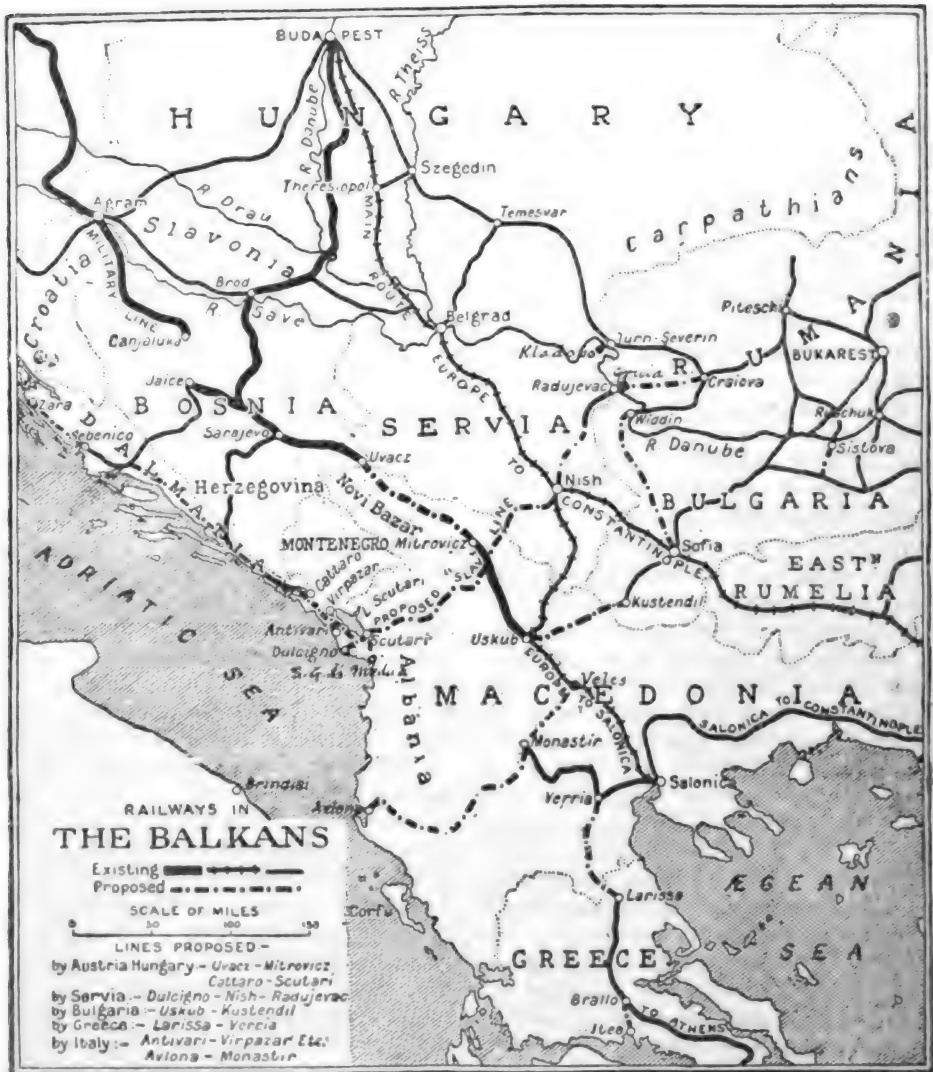 BUDA PEST
R. Theiss
HUNGARY
R. Danube
Szegedin
Theresiopol
MAIN ROUTE EUROPE TO CONSTANTINOPLE
Temesvar
Carpathians
Agram
R. Drau
Slavonia
MILITARY LINE
Croatia
Brod
R. Save
Belgrad
Piteschi
RUMANIA
Turn-Severin
Kladovo
BUKAREST
Radujevac
Craiova
Jaice
BOSNIA
SERVIA
Widdin
Zara
Sebenico
Sarajevo
R. Danube
Sistova
Uvacz
DALMATIA
Herzegovina
Novi Bazar
Nish
BULGARIA
MONTENEGRO
Mitrovicz
Sofia
Cattaro
Virpazar
L. Scutari
PROPOSED "SLAV" LINE
EASTN
RUMELIA
Kustendil
ADRIATIC SEA
Antivari
Scutari
Dulcigno
Uskub
Albania
EUROPE TO SALONICA
Veles
MACEDONIA
SALONICA TO CONSTANTINOPLE
Monastir
Salonica
Brindisi
Avlona
Verria
RAILWAYS IN
THE BALKANS
Existing
Proposed
SCALE OF MILES
0 50 100 150
LINES PROPOSED -
by Austria Hungary:- Uvacz - Mitrovicz
Cattaro - Scutari
by Servia:- Dulcigno - Nish - Radujevac
by Bulgaria:- Uskub - Kustendil
by Greece:- Larissa - Verria
by Italy:- Antivari - Virpazar Etc.
Avlona - Monastir
Corfu
Larissa
ÆGEAN
SEA
GREECE
Brallo
TO ATHENS
Itea